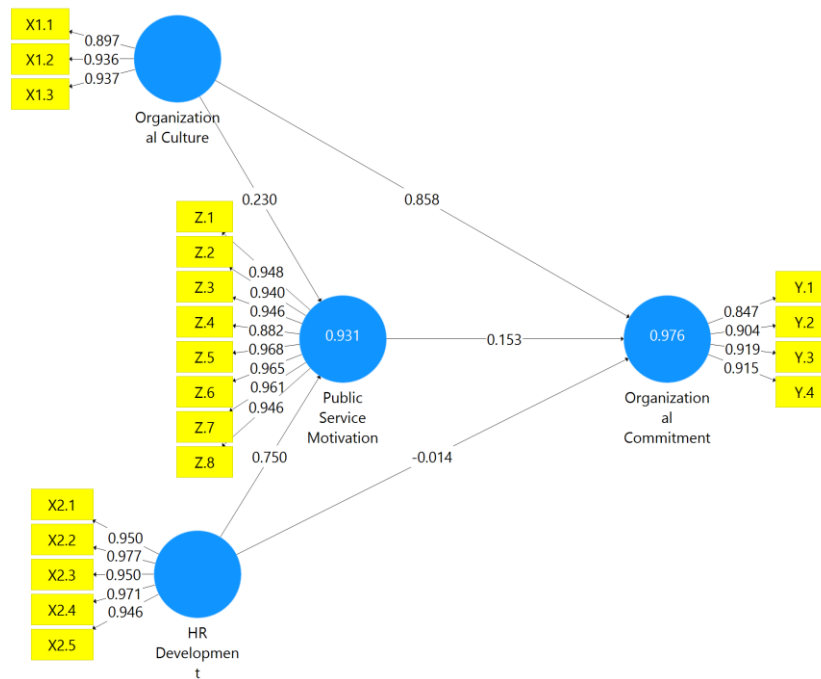 X1.1
0.897
X1.2
0.936
X1.3
0.937
Organization
al Culture
0.230
0.858
Z.1
Z.2
0.948
Z.3
0.940
0.946
Z.4
0.882
0.931
Z.5
0.968
0.965
Z.6
0.961
Z.7
0.946
Z.8
Public
Service
Motivation
0.153
0.976
Organization
al
Commitment
Y.1
0.847
Y.2
0.904
0.919
Y.3
0.915
Y.4
0.750
-0.014
X2.1
0.950
X2.2
0.977
X2.3
0.950
0.971
X2.4
0.946
X2.5
HR
Developmen
t